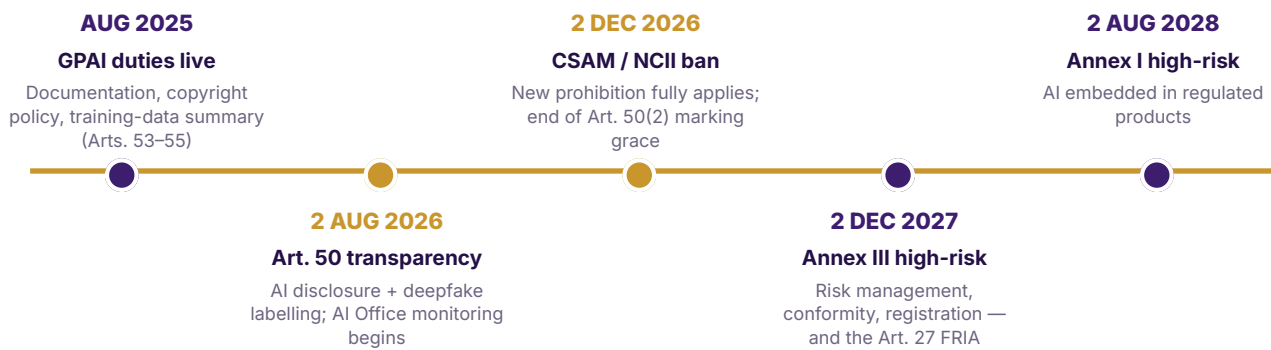 AUG 2025
GPAI duties live
Documentation, copyright
policy, training-data summary
(Arts. 53–55)
2 AUG 2026
Art. 50 transparency
AI disclosure + deepfake
labelling; AI Office monitoring
begins
2 DEC 2026
CSAM / NCII ban
New prohibition fully applies;
end of Art. 50(2) marking
grace
2 DEC 2027
Annex III high-risk
Risk management,
conformity, registration —
and the Art. 27 FRIA
2 AUG 2028
Annex I high-risk
AI embedded in regulated
products